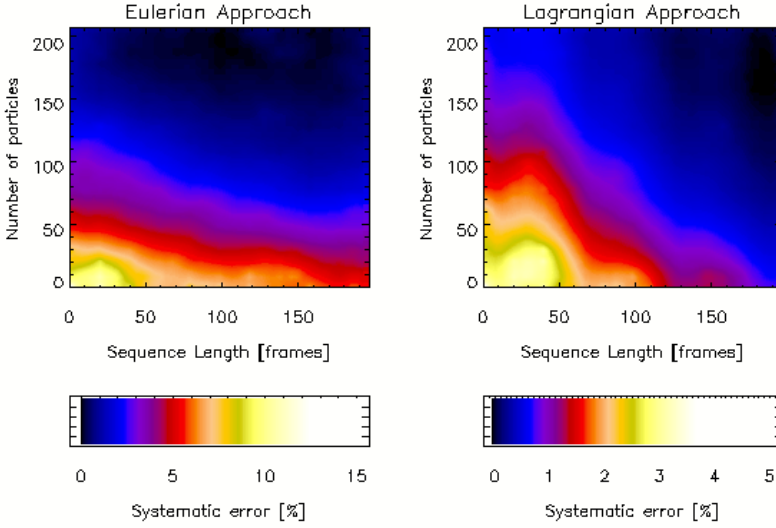 Eulerian Approach
Number of particles
200
150
100
50
0
0 50 100 150
Sequence Length [frames]
0 5 10 15
Systematic error [%]
Lagrangian Approach
Number of particles
200
150
100
50
0
0 50 100 150
Sequence Length [frames]
0 1 2 3 4 5
Systematic error [%]